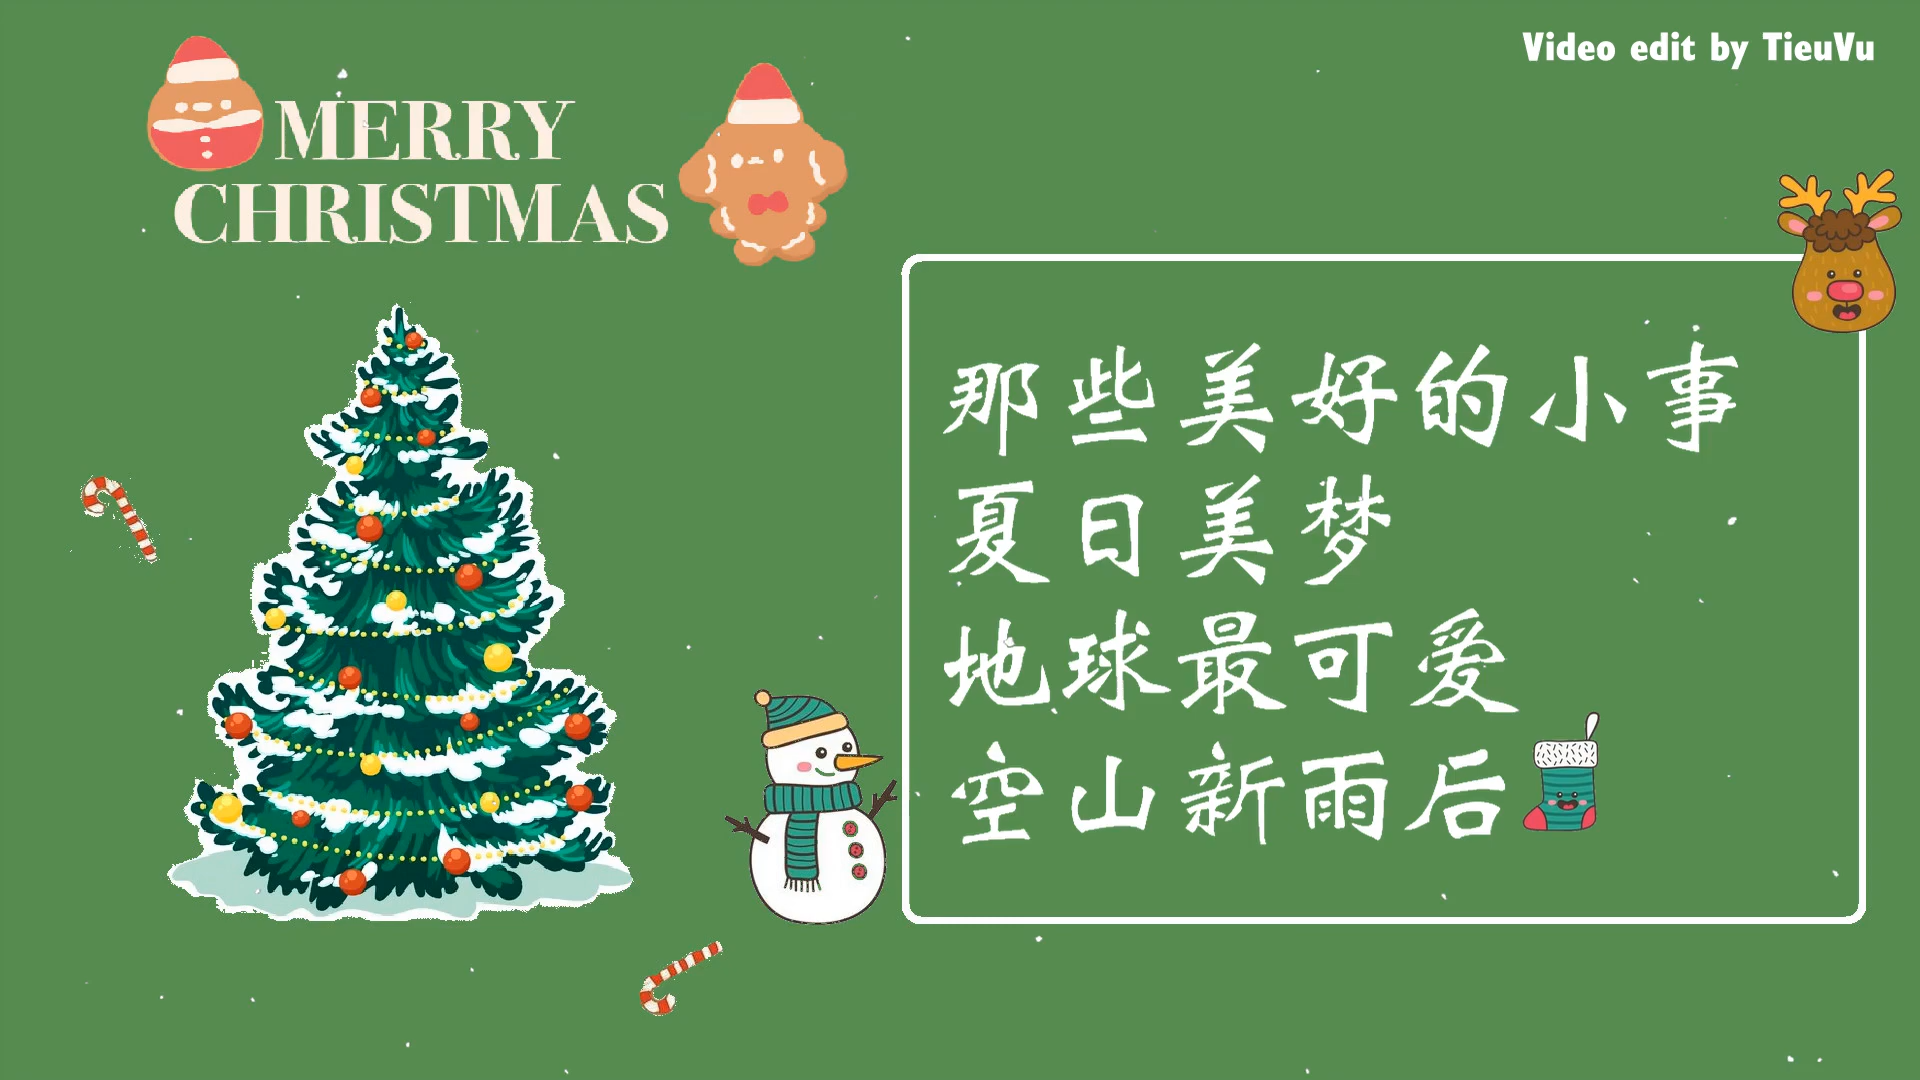 Video edit by TieuVu
MERRY
CHRISTMAS
那些美好的小事
夏日美梦
地球最可爱
空山新雨后